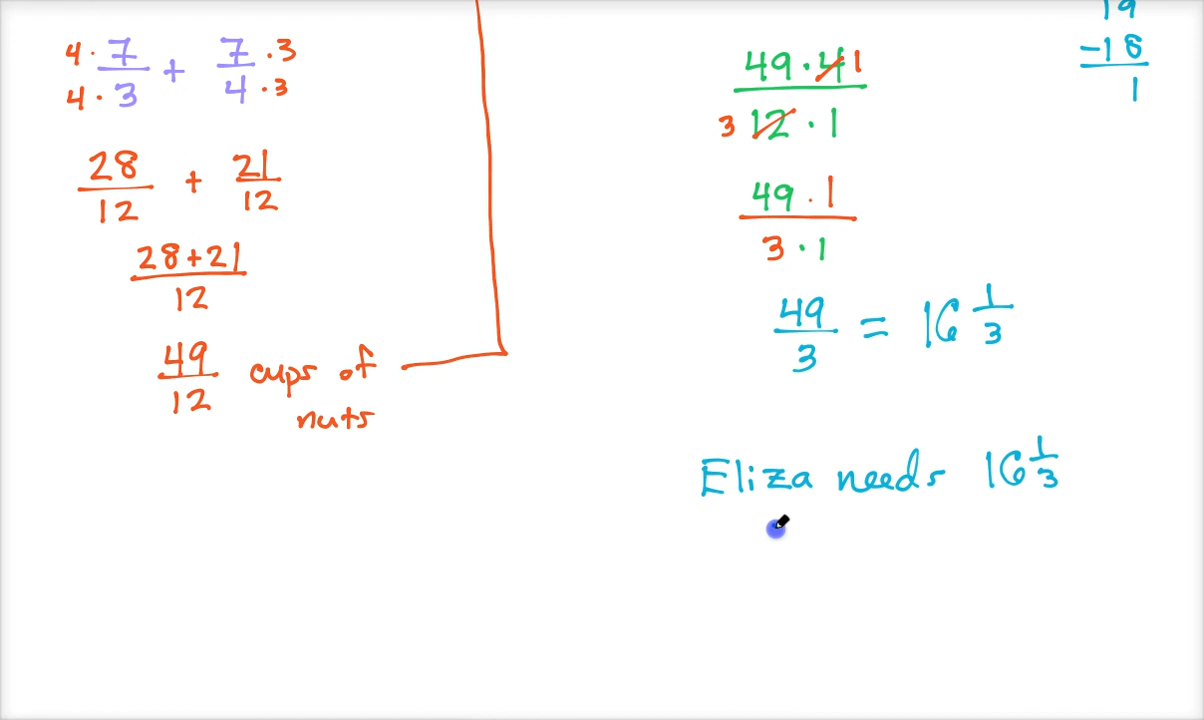 4 · 7/3 + 7/4 · 3
4 · 3
28/12 + 21/12
28+21/12
49/12 cups of
nuts
49 · 4 1
3 12 · 1
49 · 1
3 · 1
49/3 = 16 1/3
Eliza needs 16 1/3
19
-18
1